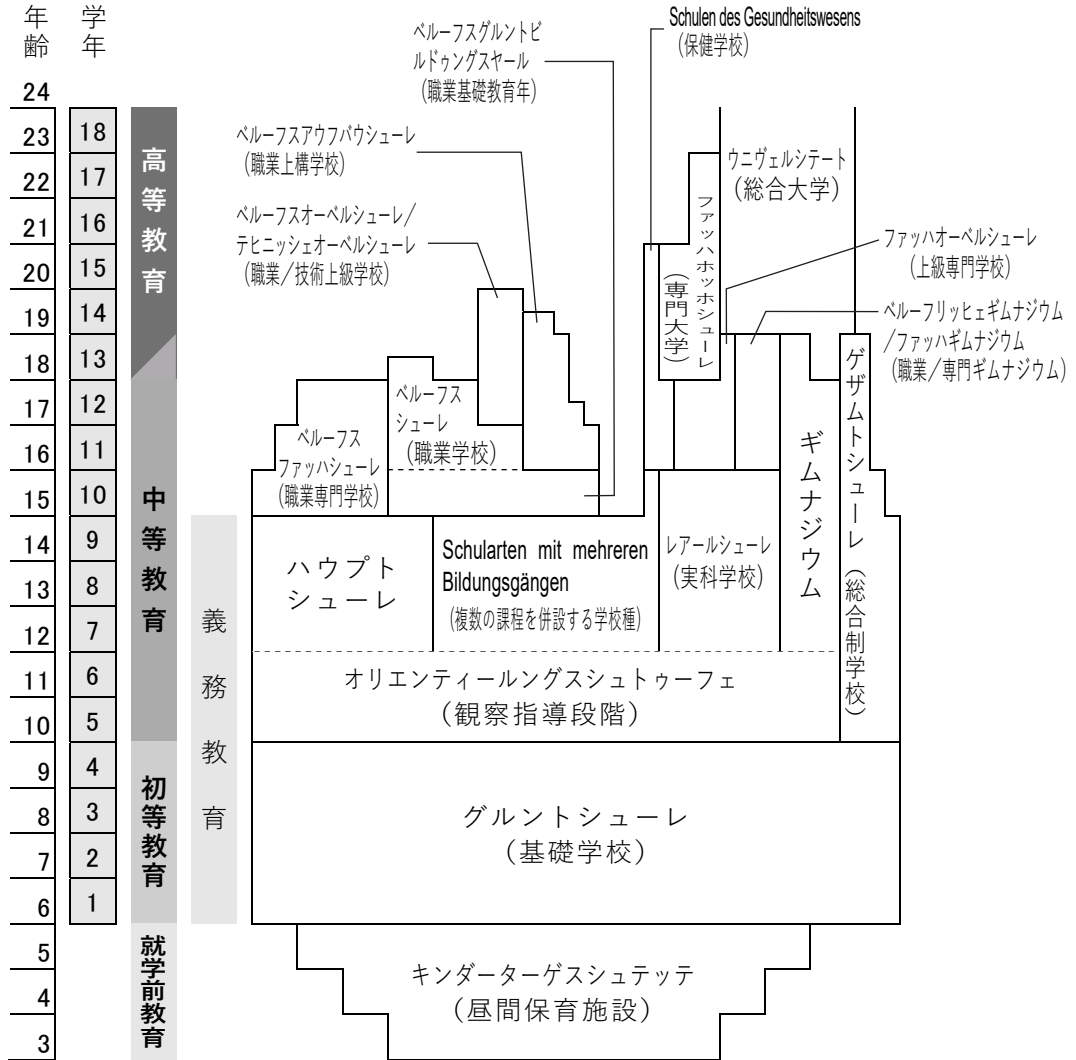 年齢
学年
24
23
22
21
20
19
18
17
16
15
14
13
12
11
10
9
8
7
6
5
4
3
18
17
16
15
14
13
12
11
10
9
8
7
6
5
4
3
2
1
高等教育
中等教育
初等教育
就学前教育
義務教育
ベルーフスグルントビ
ルドゥングスヤール
(職業基礎教育年)
Schulen des Gesundheitswesens
(保健学校)
ベルーフスアウフバウシューレ
(職業上構学校)
ベルーフスオーベルシューレ/
テヒニッシェオーベルシューレ
(職業/技術上級学校)
ファッハホッホシューレ
(専門大学)
ウニヴェルシテート
(総合大学)
ファッハオーベルシューレ
(上級専門学校)
ベルーフリッヒェギムナジウム
/ファッハギムナジウム
(職業/専門ギムナジウム)
ベルーフス
ファッハシューレ
(職業専門学校)
ベルーフス
シューレ
(職業学校)
ギムナジウム
ゲザムトシューレ(総合制学校)
ハウプト
シューレ
Schularten mit mehreren
Bildungsgängen
(複数の課程を併設する学校種)
レアールシューレ
(実科学校)
オリエンティールングスシュトゥーフェ
(観察指導段階)
グルントシューレ
(基礎学校)
キンダーターゲスシュテッテ
(昼間保育施設)